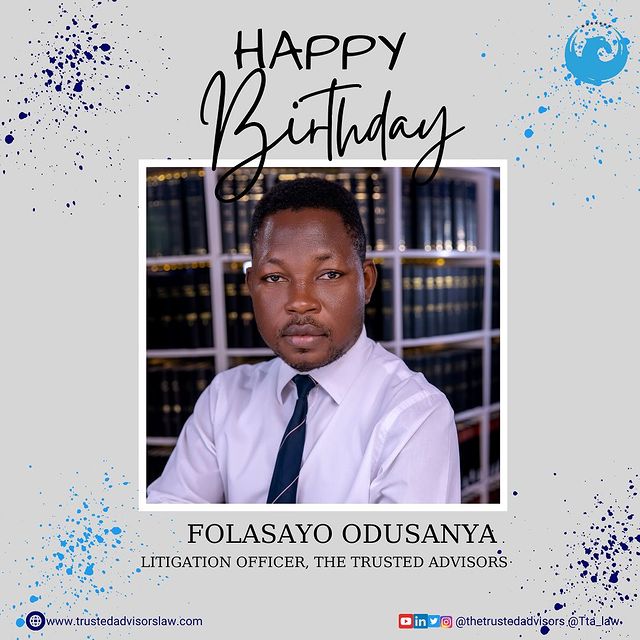 HAPPY
Birthday
FOLASAYO ODUSANYA
LITIGATION OFFICER, THE TRUSTED ADVISORS
www.trustedadvisorslaw.com
@thetrustedadvisors @Tta_law